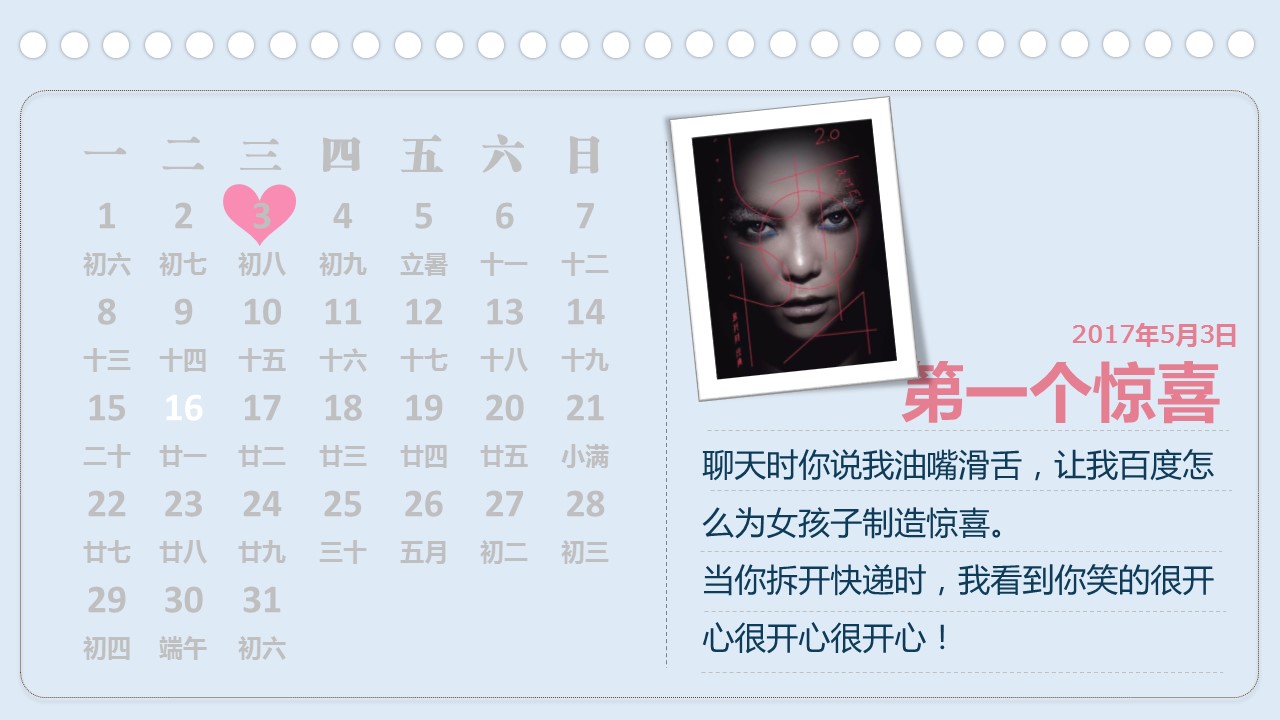 一 二 三 四 五 六 日
1 2 3 4 5 6 7
初六 初七 初八 初九 立暑 十一 十二
8 9 10 11 12 13 14
十三 十四 十五 十六 十七 十八 十九
15 16 17 18 19 20 21
二十 廿一 廿二 廿三 廿四 廿五 小满
22 23 24 25 26 27 28
廿七 廿八 廿九 三十 五月 初二 初三
29 30 31
初四 端午 初六
2.0
2017年5月3日
第一个惊喜
聊天时你说我油嘴滑舌，让我百度怎
么为女孩子制造惊喜。
当你拆开快递时，我看到你笑的很开
心很开心很开心！